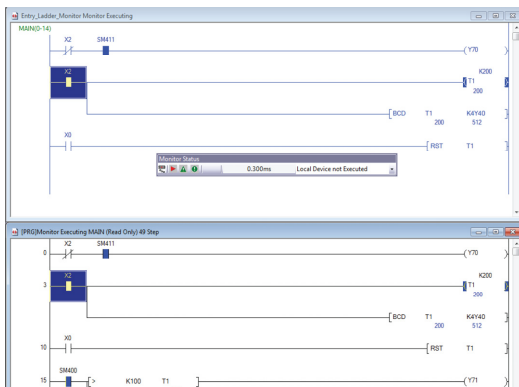 Entry_Ladder_Monitor Monitor Executing
MAIN(0-14)
X2 SM411
Y70
X2 K200
T1
200
BCD T1 K4Y40
200 512
X0
RST T1
Monitor Status
0.300ms Local Device not Executed
[PRG]Monitor Executing MAIN (Read Only) 49 Step
X2 SM411
0 Y70
X2 K200
3 T1
200
BCD T1 K4Y40
200 512
X0
10 RST T1
SM400
15 > K100 T1 Y71